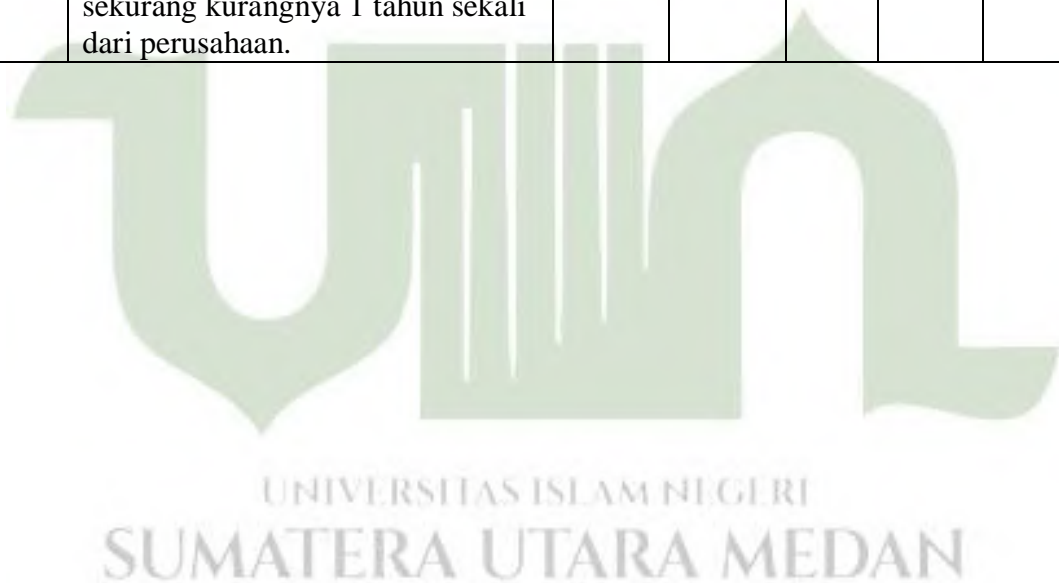 sekurang kurangnya 1 tahun sekali
dari perusahaan.
UNIVERSITAS ISLAM NEGERI
SUMATERA UTARA MEDAN